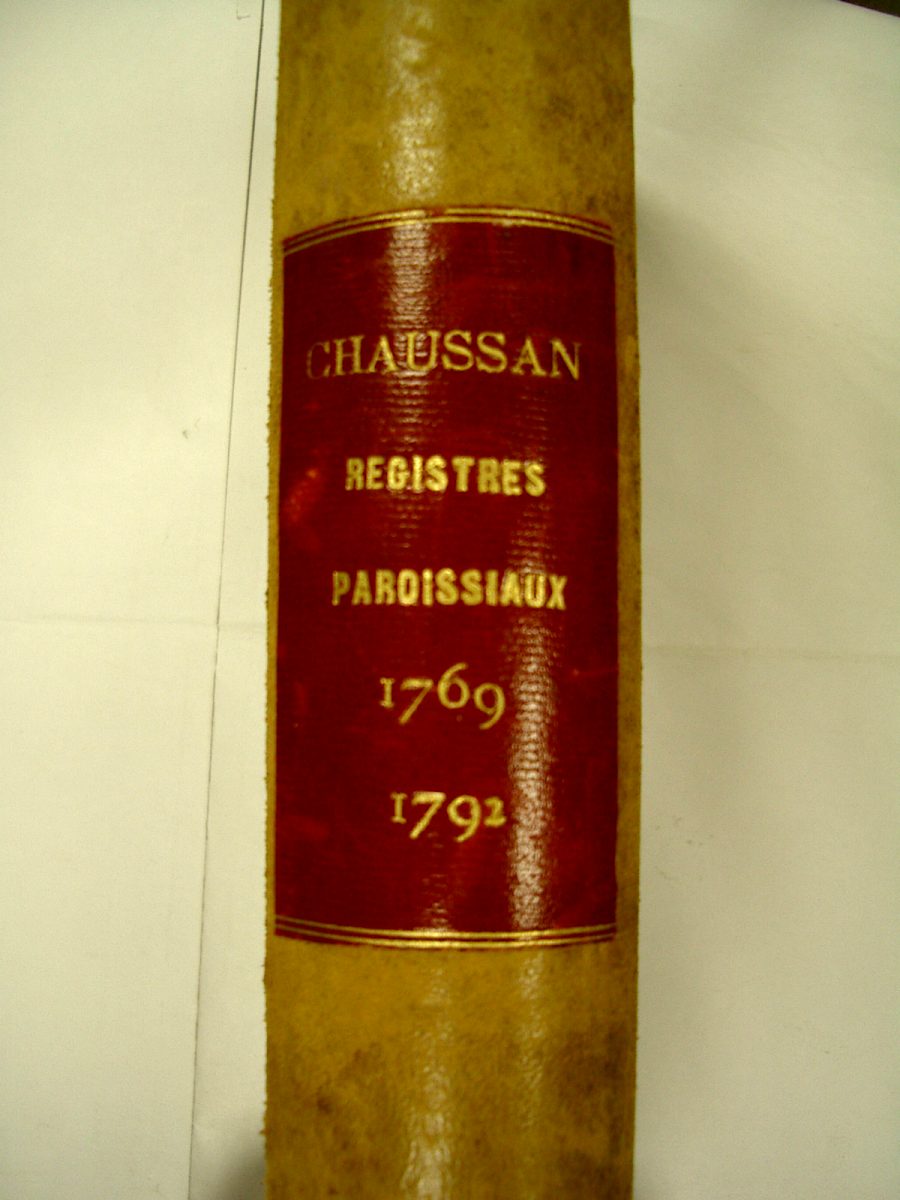 CHAUSSAN
REGISTRES
PAROISSIAUX
1769
1792